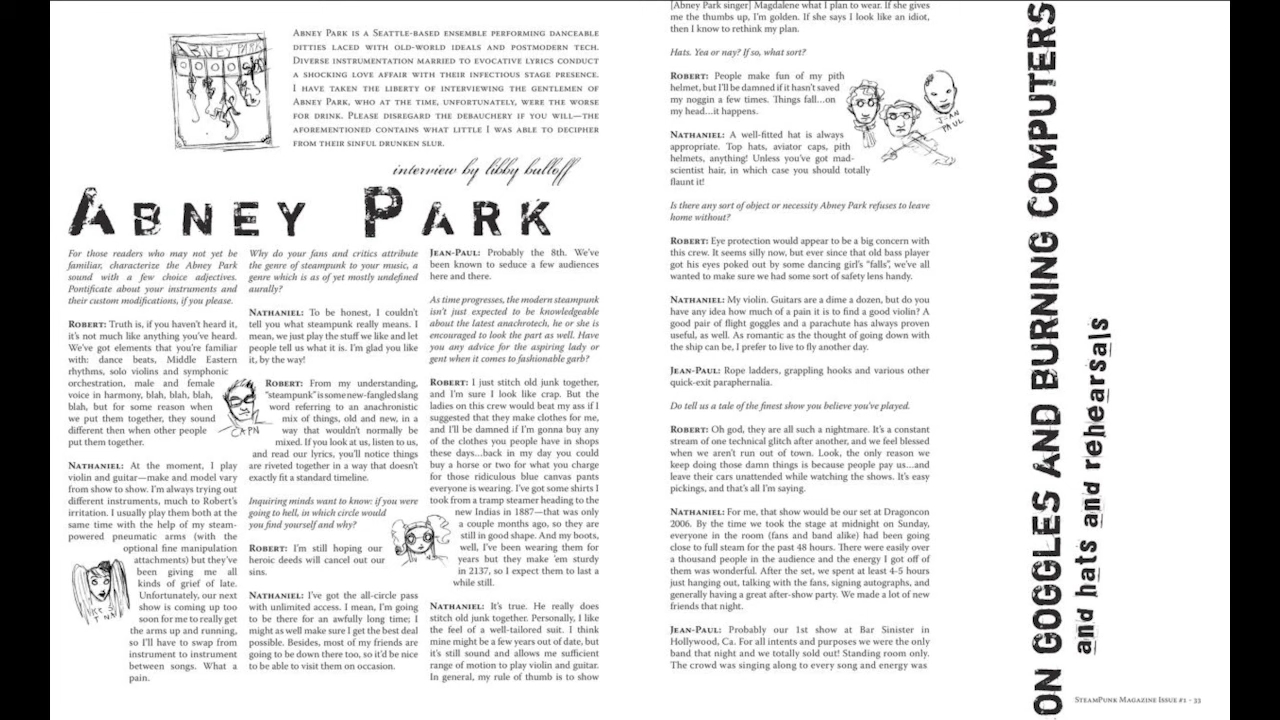 ABNEY PARK
ABNEY PARK IS A SEATTLE-BASED ENSEMBLE PERFORMING DANCEABLE
DITTIES LACED WITH OLD-WORLD IDEALS AND POSTMODERN TECH.
DIVERSE INSTRUMENTATION MARRIED TO EVOCATIVE LYRICS CONDUCT
A SHOCKING LOVE AFFAIR WITH THEIR INFECTIOUS STAGE PRESENCE.
I HAVE TAKEN THE LIBERTY OF INTERVIEWING THE GENTLEMEN OF
ABNEY PARK, WHO AT THE TIME, UNFORTUNATELY, WERE THE WORSE
FOR DRINK. PLEASE DISREGARD THE DEBAUCHERY IF YOU WILL—THE
AFOREMENTIONED CONTAINS WHAT LITTLE I WAS ABLE TO DECIPHER
FROM THEIR SINFUL DRUNKEN SLUR.
interview by libby bulloff
ABNEY PARK
For those readers who may not yet be
familiar, characterize the Abney Park
sound with a few choice adjectives.
Pontificate about your instruments and
their custom modifications, if you please.
ROBERT: Truth is, if you haven't heard it,
it's not much like anything you've heard.
We've got elements that you're familiar
with: dance beats, Middle Eastern
rhythms, solo violins and symphonic
orchestration, male and female
voice in harmony, blah, blah, blah,
blah, but for some reason when
we put them together, they sound
different then when other people
put them together.
NATHANIEL: At the moment, I play
violin and guitar—make and model vary
from show to show. I'm always trying out
different instruments, much to Robert's
irritation. I usually play them both at the
same time with the help of my steam-
powered pneumatic arms (with the
optional fine manipulation
attachments) but they've
been giving me all
kinds of grief of late.
Unfortunately, our next
show is coming up too
soon for me to really get
the arms up and running,
so I'll have to swap from
instrument to instrument
between songs. What a
pain.
Why do your fans and critics attribute
the genre of steampunk to your music, a
genre which is as of yet mostly undefined
aurally?
NATHANIEL: To be honest, I couldn't
tell you what steampunk really means. I
mean, we just play the stuff we like and let
people tell us what it is. I'm glad you like
it, by the way!
CAPN
ROBERT: From my understanding,
"steampunk" is some new-fangled slang
word referring to an anachronistic
mix of things, old and new, in a
way that wouldn't normally be
mixed. If you look at us, listen to us,
and read our lyrics, you'll notice things
are riveted together in a way that doesn't
exactly fit a standard timeline.
Inquiring minds want to know: if you were
going to hell, in which circle would
you find yourself and why?
ROBERT: I'm still hoping our
heroic deeds will cancel out our
sins.
NATHANIEL: I've got the all-circle pass
with unlimited access. I mean, I'm going
to be there for an awfully long time; I
might as well make sure I get the best deal
possible. Besides, most of my friends are
going to be down there too, so it'd be nice
to be able to visit them on occasion.
JEAN-PAUL: Probably the 8th. We've
been known to seduce a few audiences
here and there.
As time progresses, the modern steampunk
isn't just expected to be knowledgeable
about the latest anachrotech, he or she is
encouraged to look the part as well. Have
you any advice for the aspiring lady or
gent when it comes to fashionable garb?
ROBERT: I just stitch old junk together,
and I'm sure I look like crap. But the
ladies on this crew would beat my ass if I
suggested that they make clothes for me,
and I'll be damned if I'm gonna buy any
of the clothes you people have in shops
these days...back in my day you could
buy a horse or two for what you charge
for those ridiculous blue canvas pants
everyone is wearing. I've got some shirts I
took from a tramp steamer heading to the
new Indias in 1887—that was only
a couple months ago, so they are
still in good shape. And my boots,
well, I've been wearing them for
years but they make 'em sturdy
in 2137, so I expect them to last a
while still.
NATHANIEL: It's true. He really does
stitch old junk together. Personally, I like
the feel of a well-tailored suit. I think
mine might be a few years out of date, but
it's still sound and allows me sufficient
range of motion to play violin and guitar.
In general, my rule of thumb is to show
[Abney Park singer] Magdalene what I plan to wear. If she gives
me the thumbs up, I'm golden. If she says I look like an idiot,
then I know to rethink my plan.
Hats. Yea or nay? If so, what sort?
ROBERT: People make fun of my pith
helmet, but I'll be damned if it hasn't saved
my noggin a few times. Things fall...on
my head...it happens.
JEAN
PAUL
NATHANIEL: A well-fitted hat is always
appropriate. Top hats, aviator caps, pith
helmets, anything! Unless you've got mad-
scientist hair, in which case you should totally
flaunt it!
Is there any sort of object or necessity Abney Park refuses to leave
home without?
ROBERT: Eye protection would appear to be a big concern with
this crew. It seems silly now, but ever since that old bass player
got his eyes poked out by some dancing girl's "falls", we've all
wanted to make sure we had some sort of safety lens handy.
NATHANIEL: My violin. Guitars are a dime a dozen, but do you
have any idea how much of a pain it is to find a good violin? A
good pair of flight goggles and a parachute has always proven
useful, as well. As romantic as the thought of going down with
the ship can be, I prefer to live to fly another day.
JEAN-PAUL: Rope ladders, grappling hooks and various other
quick-exit paraphernalia.
Do tell us a tale of the finest show you believe you've played.
ROBERT: Oh god, they are all such a nightmare. It's a constant
stream of one technical glitch after another, and we feel blessed
when we aren't run out of town. Look, the only reason we
keep doing those damn things is because people pay us...and
leave their cars unattended while watching the shows. It's easy
pickings, and that's all I'm saying.
NATHANIEL: For me, that show would be our set at Dragoncon
2006. By the time we took the stage at midnight on Sunday,
everyone in the room (fans and band alike) had been going
close to full steam for the past 48 hours. There were easily over
a thousand people in the audience and the energy I got off of
them was wonderful. After the set, we spent at least 4-5 hours
just hanging out, talking with the fans, signing autographs, and
generally having a great after-show party. We made a lot of new
friends that night.
JEAN-PAUL: Probably our 1st show at Bar Sinister in
Hollywood, Ca. For all intents and purposes we were the only
band that night and we totally sold out! Standing room only.
The crowd was singing along to every song and energy was
ON GOGGLES AND BURNING COMPUTERS
and hats and rehearsals
STEAMPUNK MAGAZINE ISSUE #1 - 33